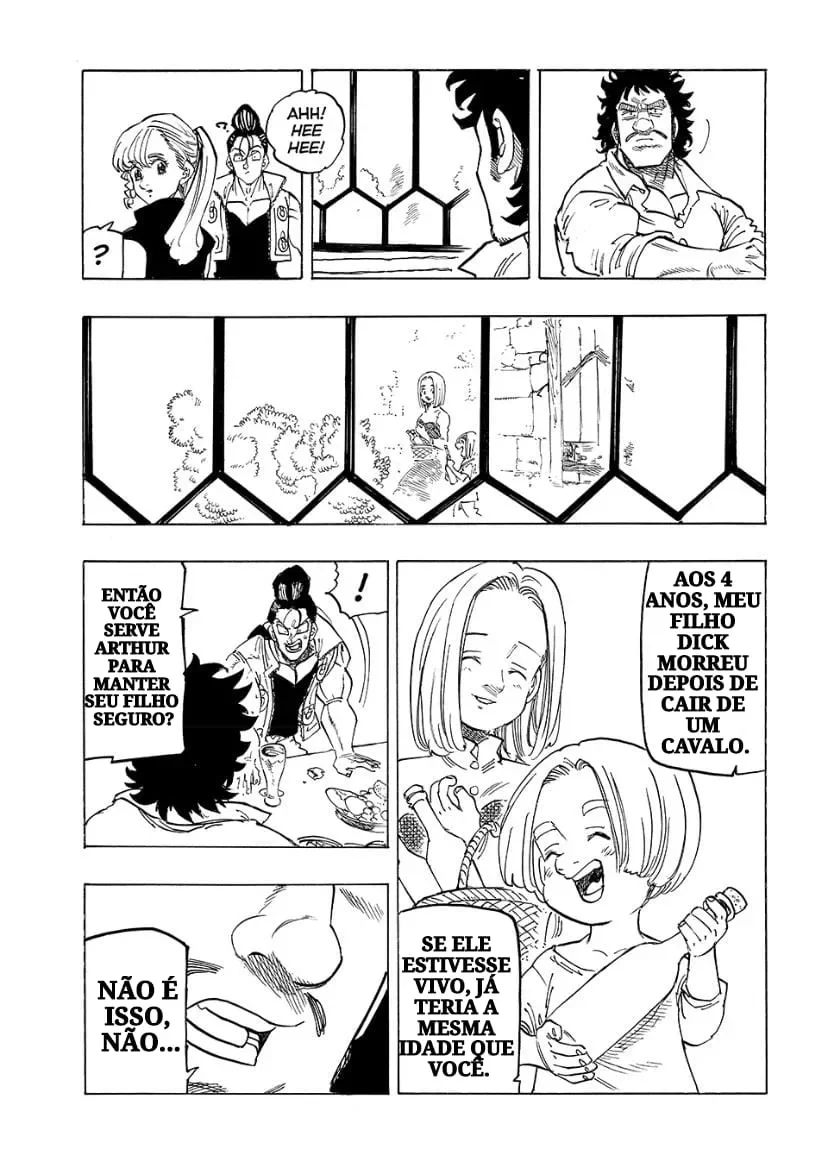 AHH!
HEE
HEE!
?
?
AOS 4
ANOS, MEU
FILHO
DICK
MORREU
DEPOIS DE
CAIR DE
UM
CAVALO.
SE ELE
ESTIVESSE
VIVO, JÁ
TERIA A
MESMA
IDADE QUE
VOCÊ.
!
ENTÃO
VOCÊ
SERVE
ARTHUR
PARA
MANTER
SEU FILHO
SEGURO?
NÃO É
ISSO,
NÃO...